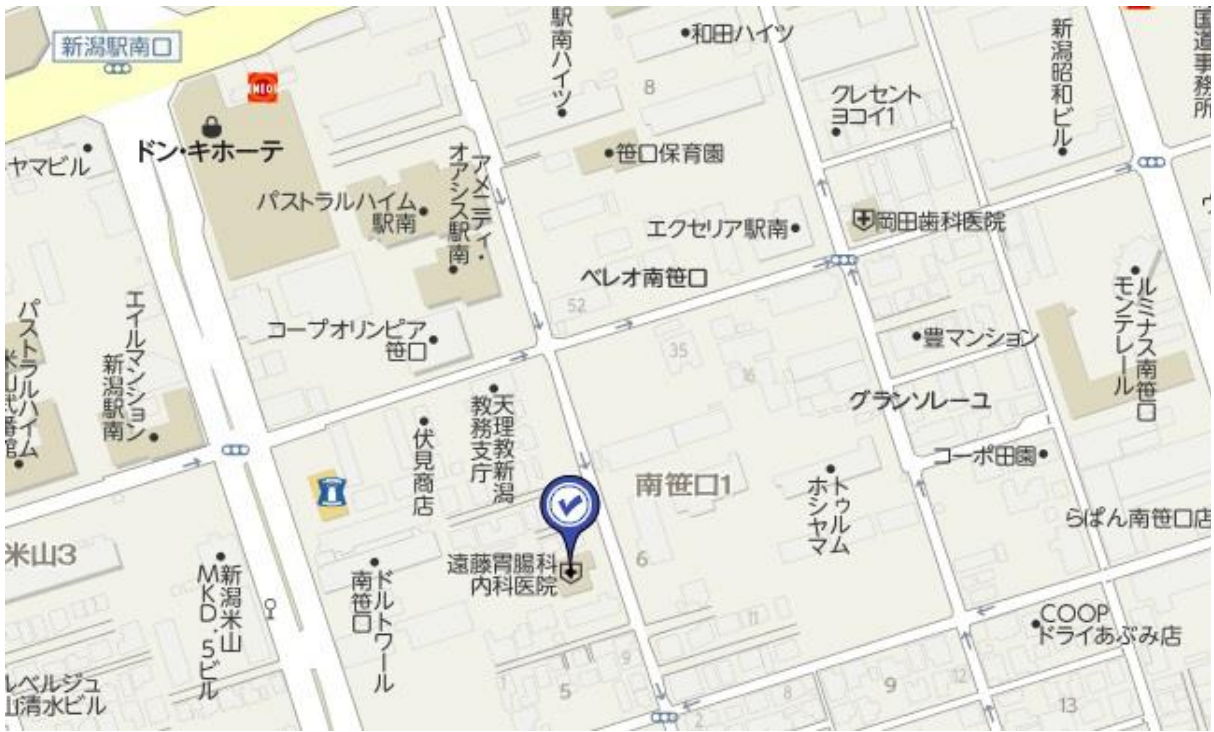 新潟駅南口
ENEOS
ドン・キホーテ
ヤマビル
駅南ハイツ
和田ハイツ
8
笹口保育園
クレセント
ヨコイ1
新潟昭和ビル
国道事務所
パストラルハイム
駅南
アメニティ・
オアシス駅南
エクセリア駅南
岡田歯科医院
ベレオ南笹口
52
35
16
コープオリンピア
笹口
エイルマンション
新潟駅南
パストラルハイム
豊マンション
ルミナス南笹口
モンテレール
グランソレーユ
天理教新潟
教務支庁
伏見商店
南笹口1
トゥルム
ホシヤマ
コーポ田園
らぱん南笹口店
米山3
新潟米山
MKD.5ビル
ドルトワール
南笹口
遠藤胃腸科
内科医院
6
COOP
ドライあぶみ店
ルベルジュ
山清水ビル
5
9
7
17
2
8
9
12
13